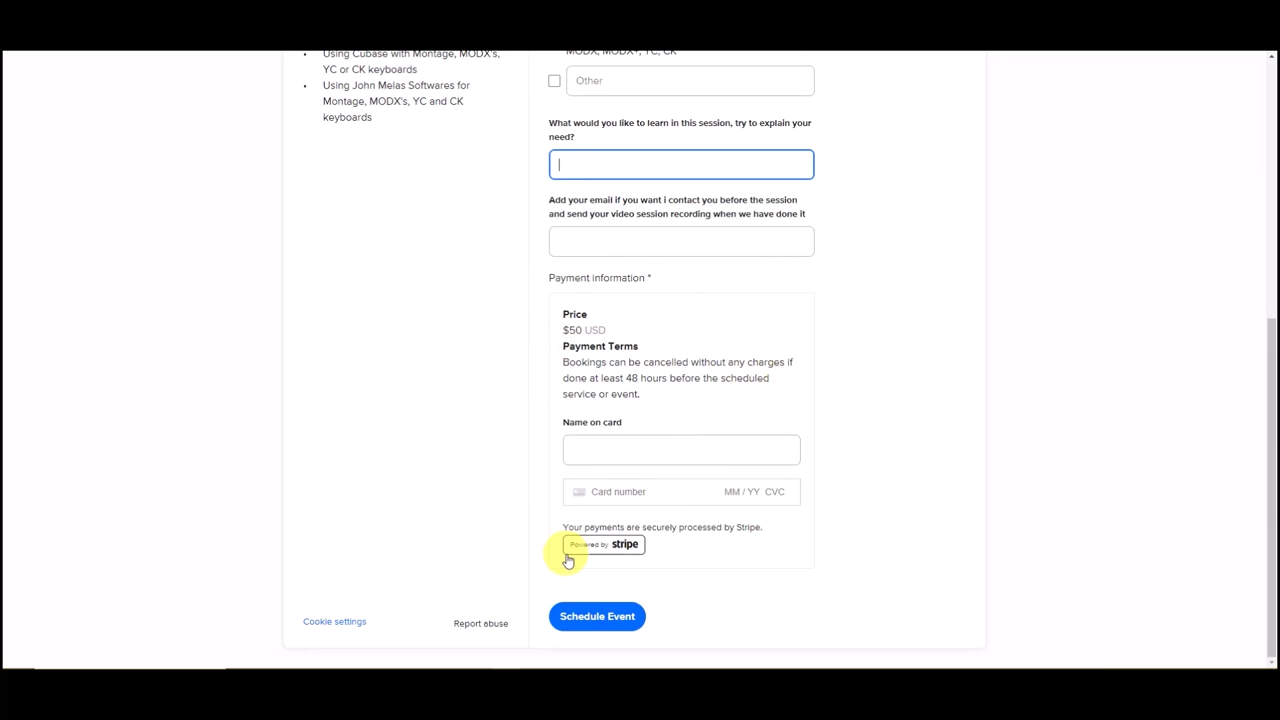 Using Cubase with Montage, MODX's,
YC or CK keyboards
Using John Melas Softwares for
Montage, MODX's, YC and CK
keyboards
MODX, MODX+, YC, CK
Other
What would you like to learn in this session, try to explain your
need?
Add your email if you want i contact you before the session
and send your video session recording when we have done it
Payment information *
Price
$50 USD
Payment Terms
Bookings can be cancelled without any charges if
done at least 48 hours before the scheduled
service or event.
Name on card
Card number MM / YY CVC
Your payments are securely processed by Stripe.
Powered by stripe
Schedule Event
Cookie settings
Report abuse